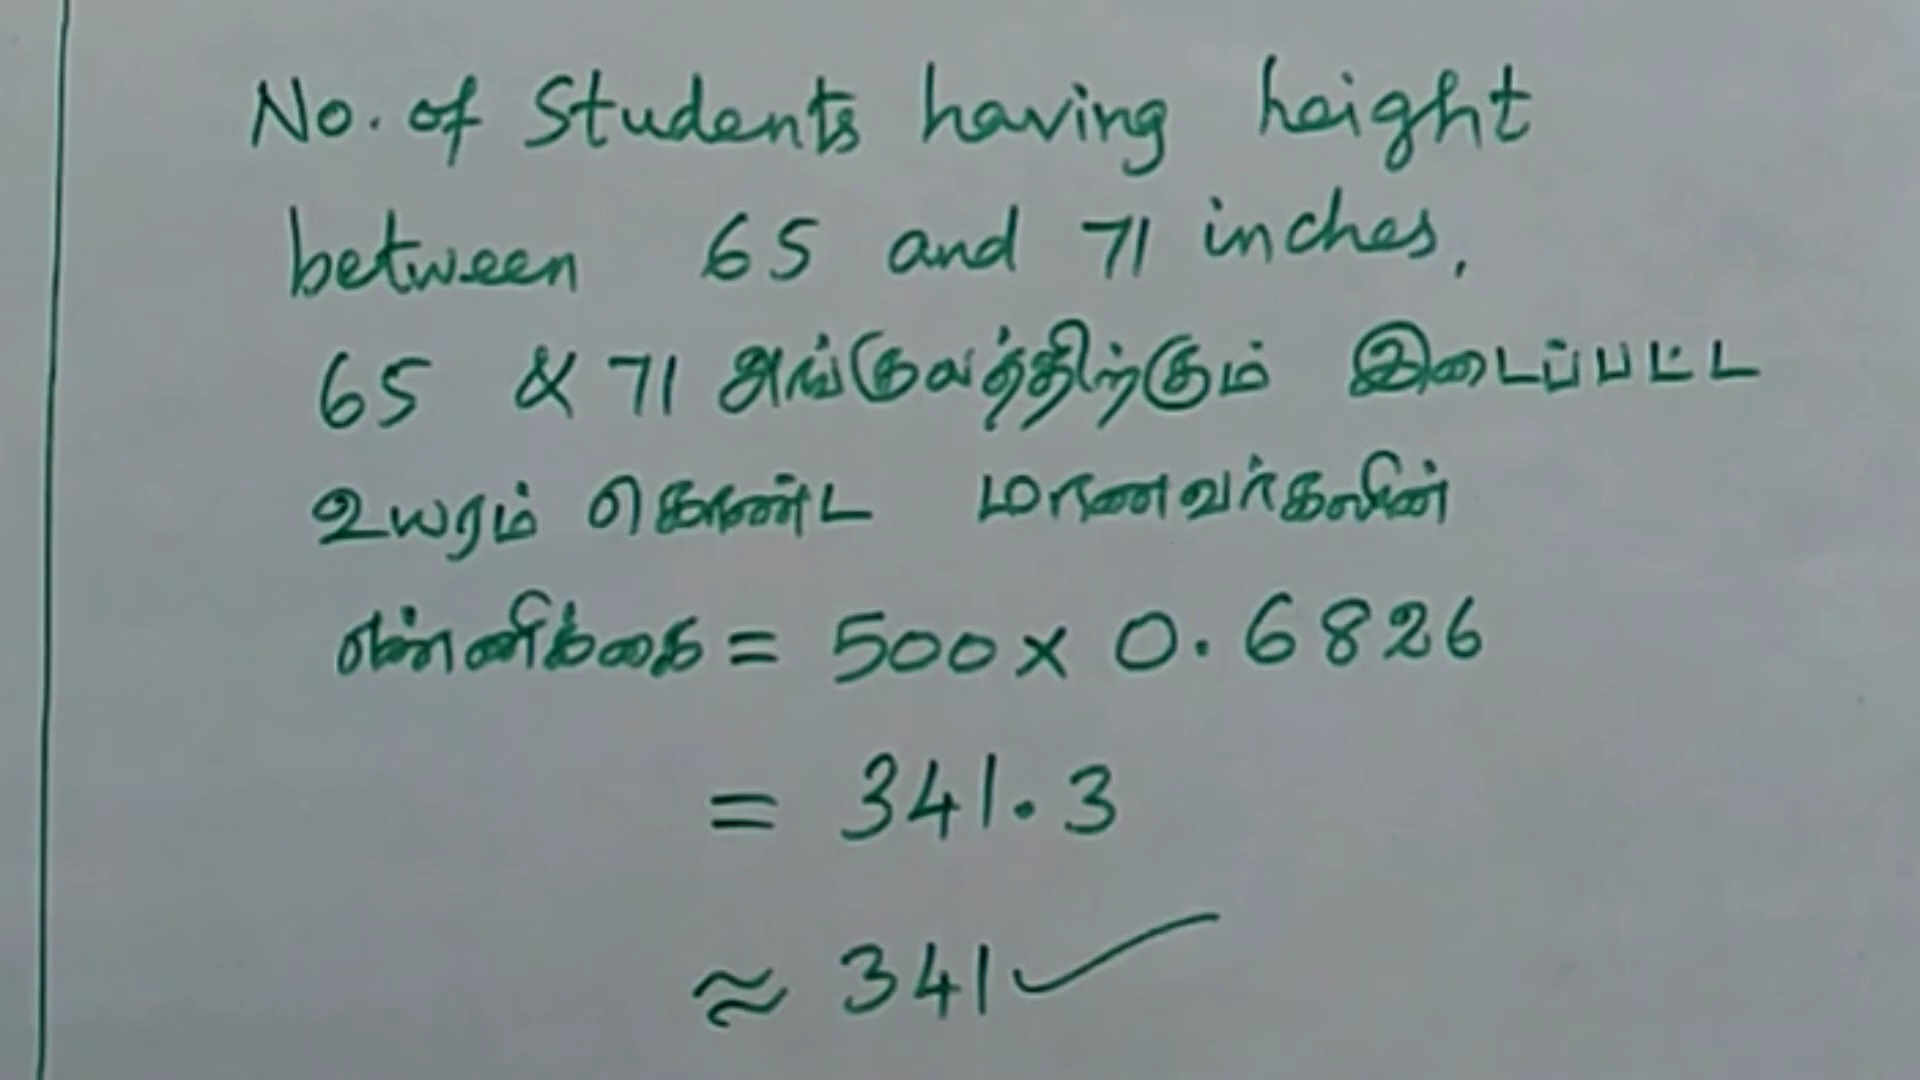 No. of Students having height
between 65 and 71 inches,
65 & 71 அங்குலத்திற்கும் இடைப்பட்ட
உயரம் கொண்ட மாணவர்களின்
எண்ணிக்கை = 500 x 0.6826
= 341.3
≈ 341 ✓